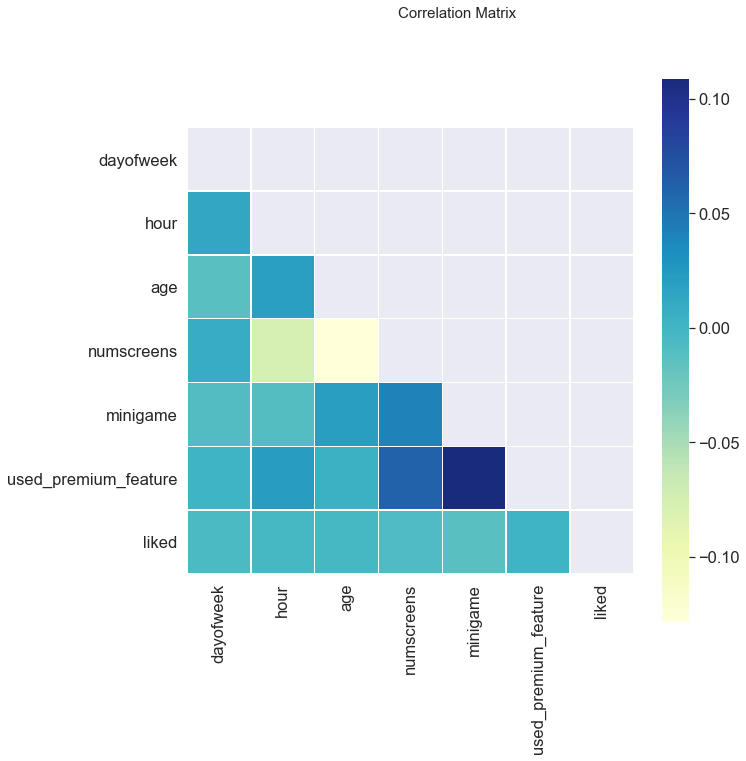 Correlation Matrix
dayofweek
hour
age
numscreens
minigame
used_premium_feature
liked
dayofweek
hour
age
numscreens
minigame
used_premium_feature
liked
0.10
0.05
0.00
−0.05
−0.10